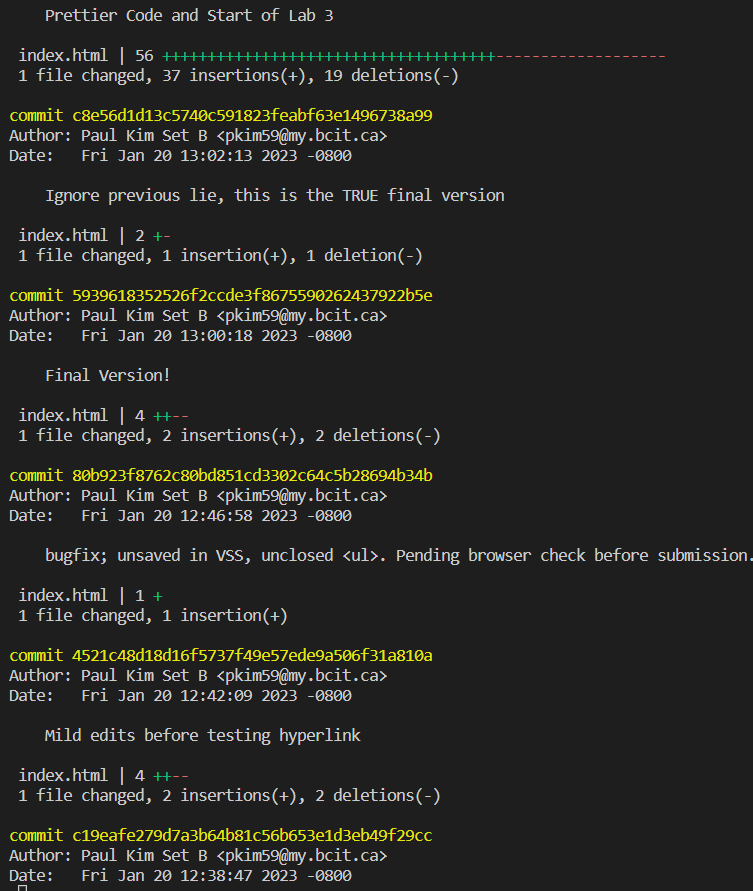 Prettier Code and Start of Lab 3
index.html | 56 +++++++++++++++++++++++++++++++++++++-------------------
1 file changed, 37 insertions(+), 19 deletions(-)
commit c8e56d1d13c5740c591823feabf63e1496738a99
Author: Paul Kim Set B <pkim59@my.bcit.ca>
Date:   Fri Jan 20 13:02:13 2023 -0800
Ignore previous lie, this is the TRUE final version
index.html | 2 +-
1 file changed, 1 insertion(+), 1 deletion(-)
commit 5939618352526f2ccde3f8675590262437922b5e
Author: Paul Kim Set B <pkim59@my.bcit.ca>
Date:   Fri Jan 20 13:00:18 2023 -0800
Final Version!
index.html | 4 ++--
1 file changed, 2 insertions(+), 2 deletions(-)
commit 80b923f8762c80bd851cd3302c64c5b28694b34b
Author: Paul Kim Set B <pkim59@my.bcit.ca>
Date:   Fri Jan 20 12:46:58 2023 -0800
bugfix; unsaved in VSS, unclosed <ul>. Pending browser check before submission.
index.html | 1 +
1 file changed, 1 insertion(+)
commit 4521c48d18d16f5737f49e57ede9a506f31a810a
Author: Paul Kim Set B <pkim59@my.bcit.ca>
Date:   Fri Jan 20 12:42:09 2023 -0800
Mild edits before testing hyperlink
index.html | 4 ++--
1 file changed, 2 insertions(+), 2 deletions(-)
commit c19eafe279d7a3b64b81c56b653e1d3eb49f29cc
Author: Paul Kim Set B <pkim59@my.bcit.ca>
Date:   Fri Jan 20 12:38:47 2023 -0800